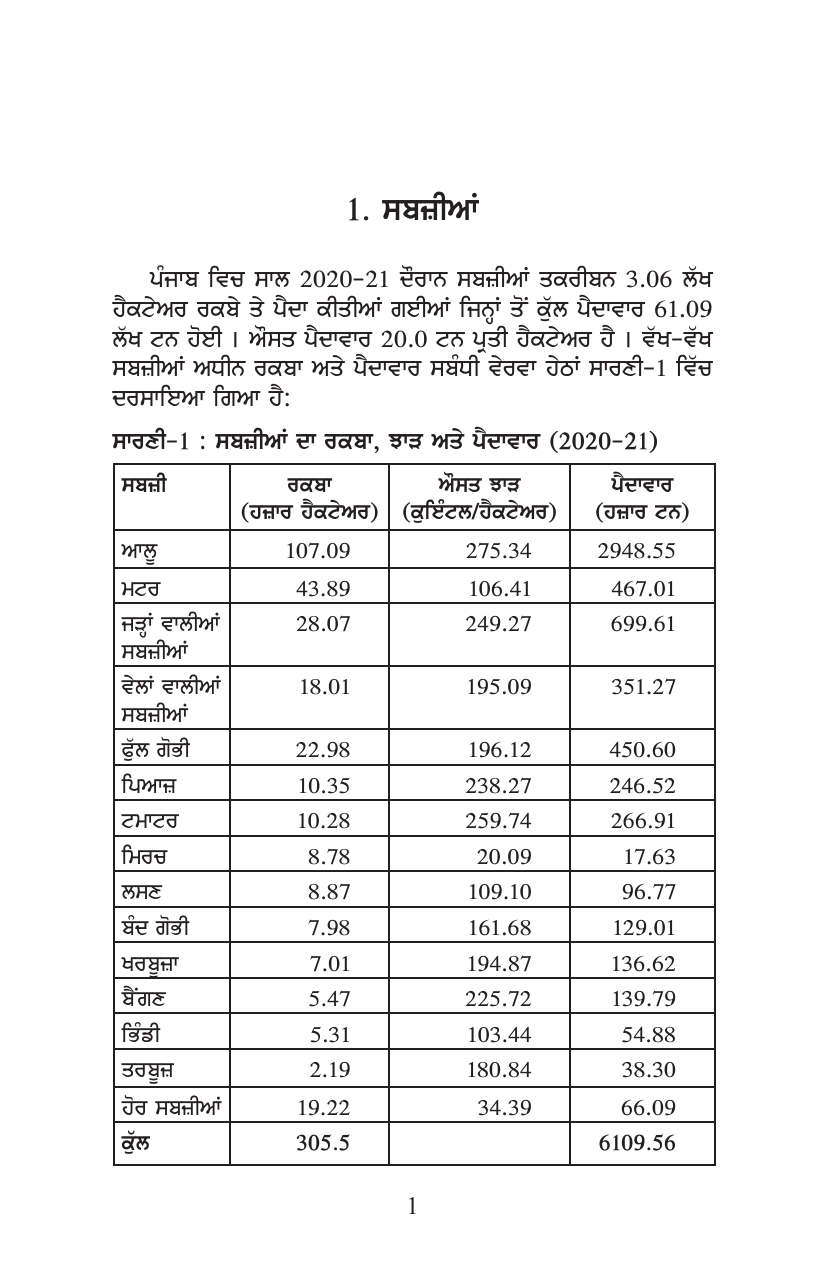 1. ਸਬਜ਼ੀਆਂ
ਪੰਜਾਬ ਵਿਚ ਸਾਲ 2020-21 ਦੌਰਾਨ ਸਬਜ਼ੀਆਂ ਤਕਰੀਬਨ 3.06 ਲੱਖ
ਹੈਕਟੇਅਰ ਰਕਬੇ ਤੇ ਪੈਦਾ ਕੀਤੀਆਂ ਗਈਆਂ ਜਿਨ੍ਹਾਂ ਤੋਂ ਕੁੱਲ ਪੈਦਾਵਾਰ 61.09
ਲੱਖ ਟਨ ਹੋਈ । ਔਸਤ ਪੈਦਾਵਾਰ 20.0 ਟਨ ਪ੍ਰਤੀ ਹੈਕਟੇਅਰ ਹੈ । ਵੱਖ-ਵੱਖ
ਸਬਜ਼ੀਆਂ ਅਧੀਨ ਰਕਬਾ ਅਤੇ ਪੈਦਾਵਾਰ ਸਬੰਧੀ ਵੇਰਵਾ ਹੇਠਾਂ ਸਾਰਣੀ-1 ਵਿੱਚ
ਦਰਸਾਇਆ ਗਿਆ ਹੈ:
ਸਾਰਣੀ-1 : ਸਬਜ਼ੀਆਂ ਦਾ ਰਕਬਾ, ਝਾੜ ਅਤੇ ਪੈਦਾਵਾਰ (2020-21)
ਸਬਜ਼ੀ ਰਕਬਾ ਔਸਤ ਝਾੜ ਪੈਦਾਵਾਰ
(ਹਜ਼ਾਰ ਹੈਕਟੇਅਰ) (ਕੁਇੰਟਲ/ਹੈਕਟੇਅਰ) (ਹਜ਼ਾਰ ਟਨ)
ਆਲੂ 107.09 275.34 2948.55
ਮਟਰ 43.89 106.41 467.01
ਜੜ੍ਹਾਂ ਵਾਲੀਆਂ 28.07 249.27 699.61
ਸਬਜ਼ੀਆਂ
ਵੇਲਾਂ ਵਾਲੀਆਂ 18.01 195.09 351.27
ਸਬਜ਼ੀਆਂ
ਫੁੱਲ ਗੋਭੀ 22.98 196.12 450.60
ਪਿਆਜ਼ 10.35 238.27 246.52
ਟਮਾਟਰ 10.28 259.74 266.91
ਮਿਰਚ 8.78 20.09 17.63
ਲਸਣ 8.87 109.10 96.77
ਬੰਦ ਗੋਭੀ 7.98 161.68 129.01
ਖਰਬੂਜ਼ਾ 7.01 194.87 136.62
ਬੈਂਗਣ 5.47 225.72 139.79
ਭਿੰਡੀ 5.31 103.44 54.88
ਤਰਬੂਜ਼ 2.19 180.84 38.30
ਹੋਰ ਸਬਜ਼ੀਆਂ 19.22 34.39 66.09
ਕੁੱਲ 305.5 6109.56
1